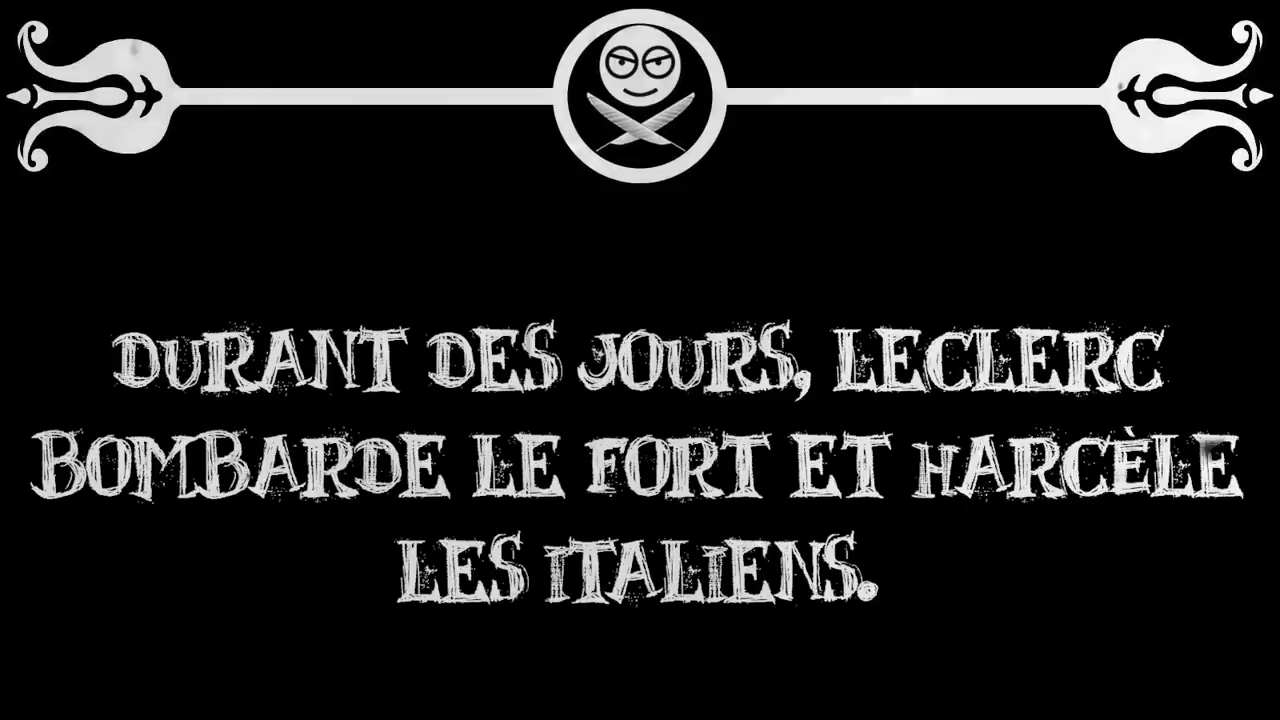 DURANT DES JOURS, LECLERC
BOMBARDE LE FORT ET HARCÈLE
LES ITALIENS.